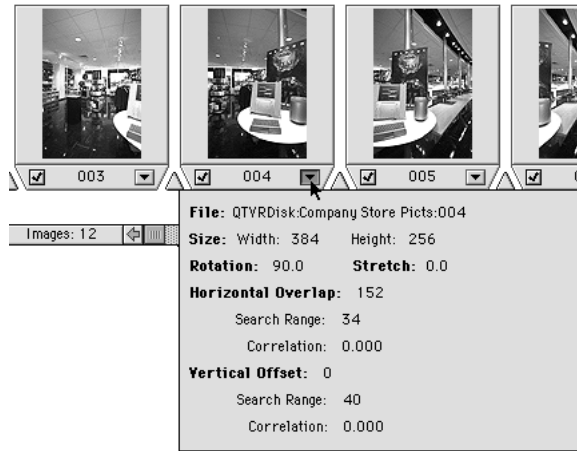 003
004
005
Images: 12
File: QTVRDisk:Company Store Picts:004
Size: Width: 384 Height: 256
Rotation: 90.0 Stretch: 0.0
Horizontal Overlap: 152
Search Range: 34
Correlation: 0.000
Vertical Offset: 0
Search Range: 40
Correlation: 0.000